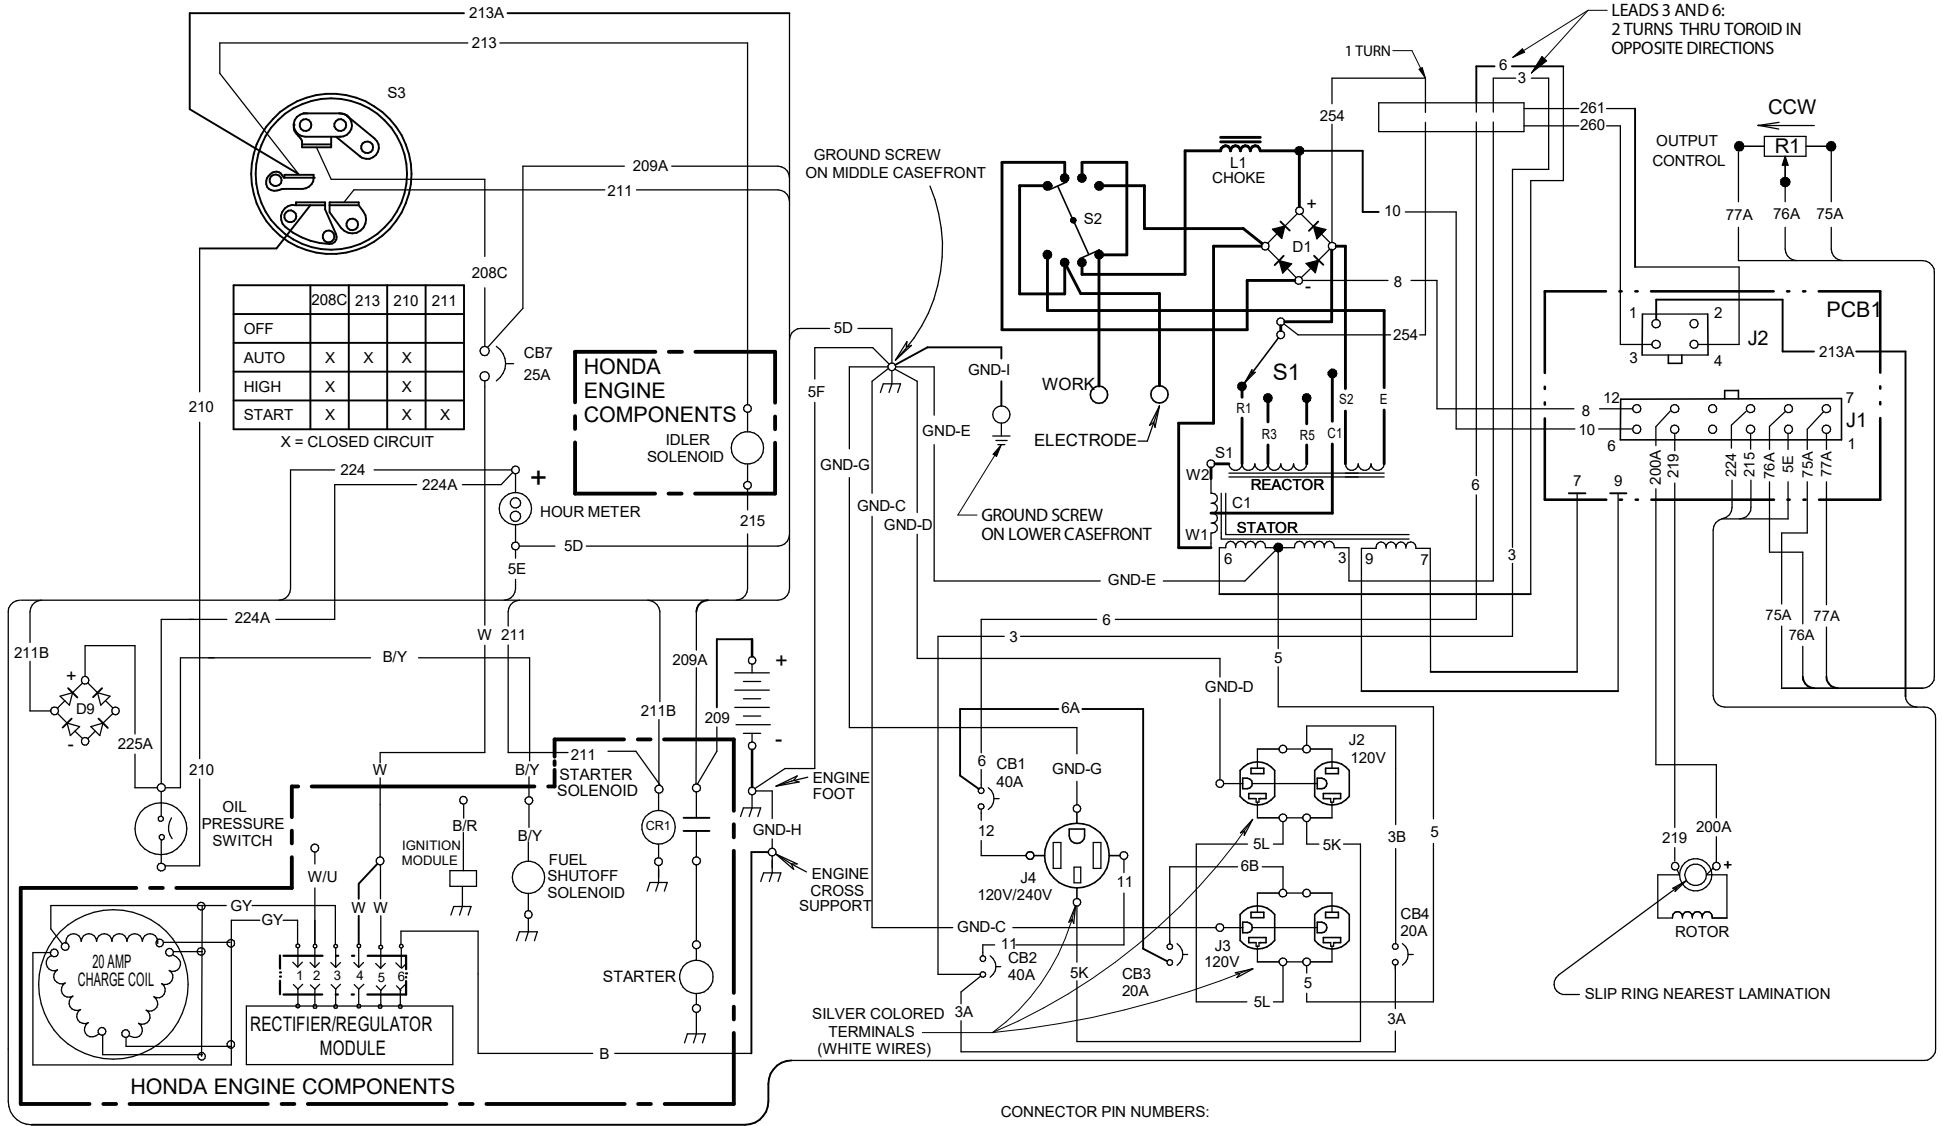 213A
213
S3
209A
211
GROUND SCREW
ON MIDDLE CASEFRONT
LEADS 3 AND 6:
2 TURNS THRU TOROID IN
OPPOSITE DIRECTIONS
1 TURN
6
3
254
261
260
CCW
OUTPUT
CONTROL
R1
77A
76A
75A
L1
CHOKE
S2
+
D1
-
10
8
254
208C
208C 213 210 211
OFF
AUTO X X X
HIGH X X
START X X X
X = CLOSED CIRCUIT
210
CB7
25A
HONDA
ENGINE
COMPONENTS
IDLER
SOLENOID
215
5D
5F
GND-I
GND-E
GND-G
GND-C
GND-D
WORK
ELECTRODE
GROUND SCREW
ON LOWER CASEFRONT
S1
R1
R3
R5
C1
S2
E
S1
W2
REACTOR
C1
STATOR
W1
6
3
9
7
6
3
PCB1
1
2
3
4
J2
213A
12
7
8
10
6
1
J1
200A
219
224
215
76A
5E
75A
77A
7
9
224
224A
+
HOUR METER
5D
5E
224A
W
211
211B
B/Y
+
D9
-
225A
210
OIL
PRESSURE
SWITCH
209A
211B
209
+
-
GND-E
6
3
5
GND-D
75A
76A
77A
6A
6
CB1
40A
12
GND-G
J4
120V/240V
11
J2
120V
5L
5K
6B
3B
5
219
200A
+
ROTOR
SLIP RING NEAREST LAMINATION
GND-C
11
CB2
40A
3A
5K
CB3
20A
J3
120V
5L
5
CB4
20A
3A
SILVER COLORED
TERMINALS
(WHITE WIRES)
ENGINE
FOOT
GND-H
ENGINE
CROSS
SUPPORT
211
STARTER
SOLENOID
CR1
STARTER
W
B/Y
B/R
IGNITION
MODULE
B/Y
FUEL
SHUTOFF
SOLENOID
W/U
W
W
GY
GY
20 AMP
CHARGE COIL
1 2 3 4 5 6
RECTIFIER/REGULATOR
MODULE
B
HONDA ENGINE COMPONENTS
CONNECTOR PIN NUMBERS: